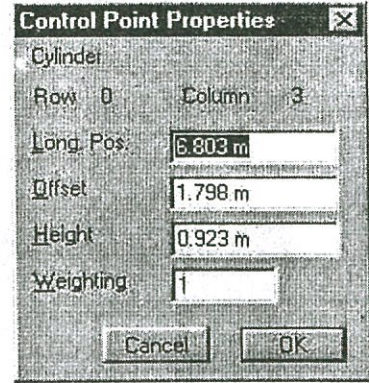 Control Point Properties
Cylinder
Row 0 Column 3
Long. Pos. 6.803 m
Offset 1.798 m
Height 0.923 m
Weighting 1
Cancel OK